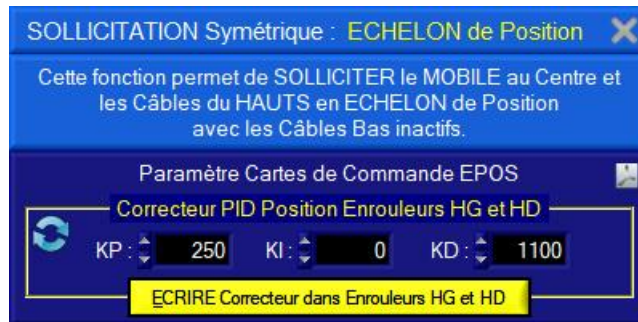 SOLLICITATION Symétrique : ECHELON de Position
Cette fonction permet de SOLLICITER le MOBILE au Centre et
les Câbles du HAUTS en ECHELON de Position
avec les Câbles Bas inactifs.
Paramètre Cartes de Commande EPOS
Correcteur PID Position Enrouleurs HG et HD
KP : 250 KI : 0 KD : 1100
ECRIRE Correcteur dans Enrouleurs HG et HD